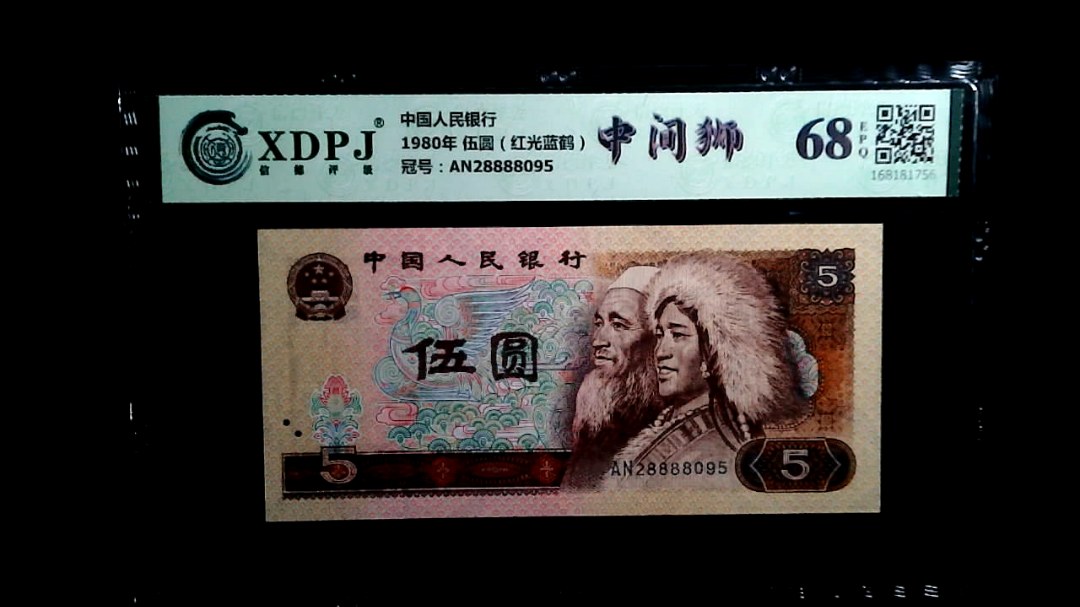 XDPJ®
信德评级
中国人民银行
1980年 伍圆（红光蓝鹤）
冠号：AN28888095
中间狮
68
EPQ
168181756
中国人民银行
5
伍圆
5
AN28888095
5